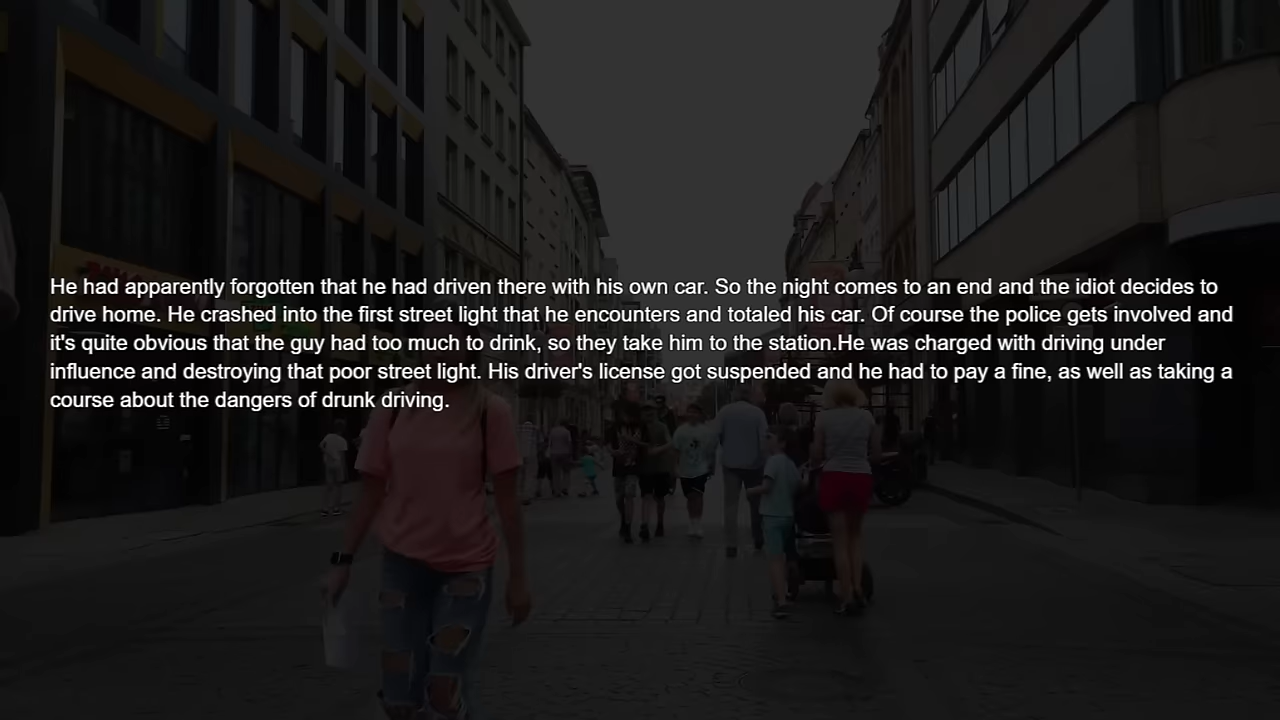 He had apparently forgotten that he had driven there with his own car. So the night comes to an end and the idiot decides to
drive home. He crashed into the first street light that he encounters and totaled his car. Of course the police gets involved and
it's quite obvious that the guy had too much to drink, so they take him to the station.He was charged with driving under
influence and destroying that poor street light. His driver's license got suspended and he had to pay a fine, as well as taking a
course about the dangers of drunk driving.